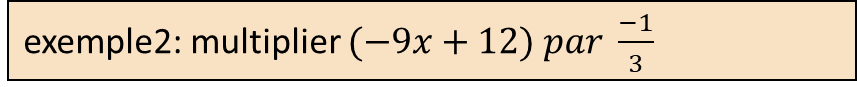 exemple2: multiplier (−9x + 12) par −1/3